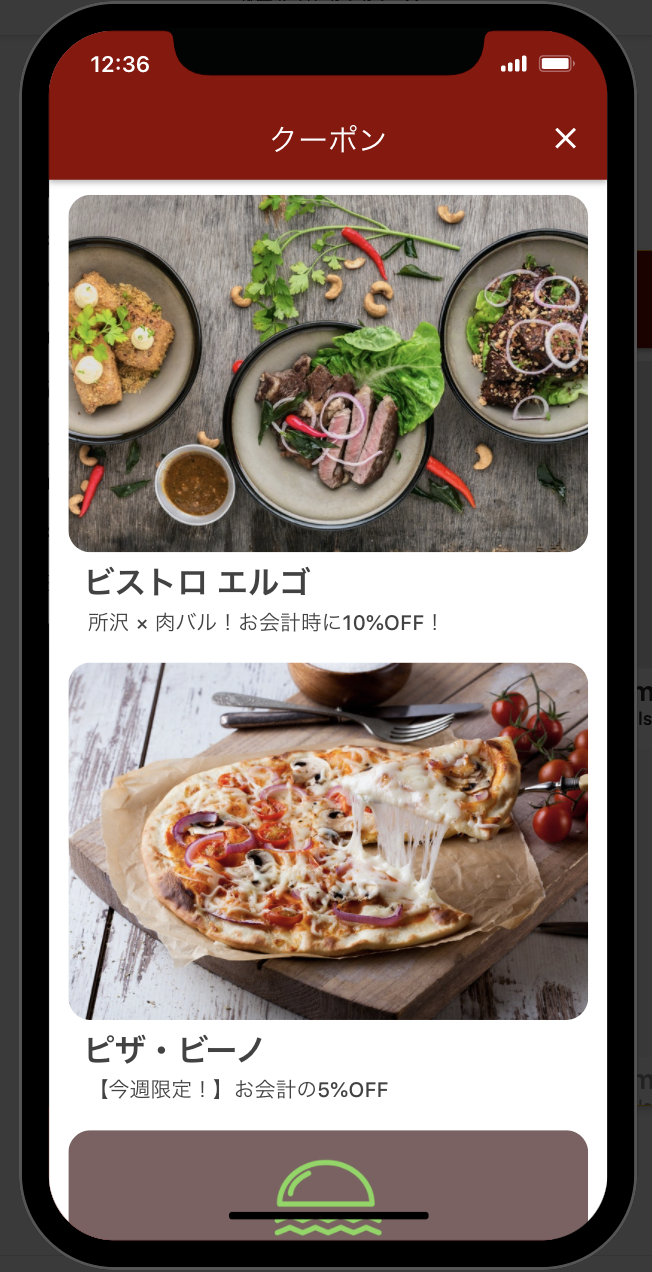 12:36
クーポン
ビストロ エルゴ
所沢 × 肉バル！お会計時に10%OFF！
ピザ・ビーノ
【今週限定！】お会計の5%OFF